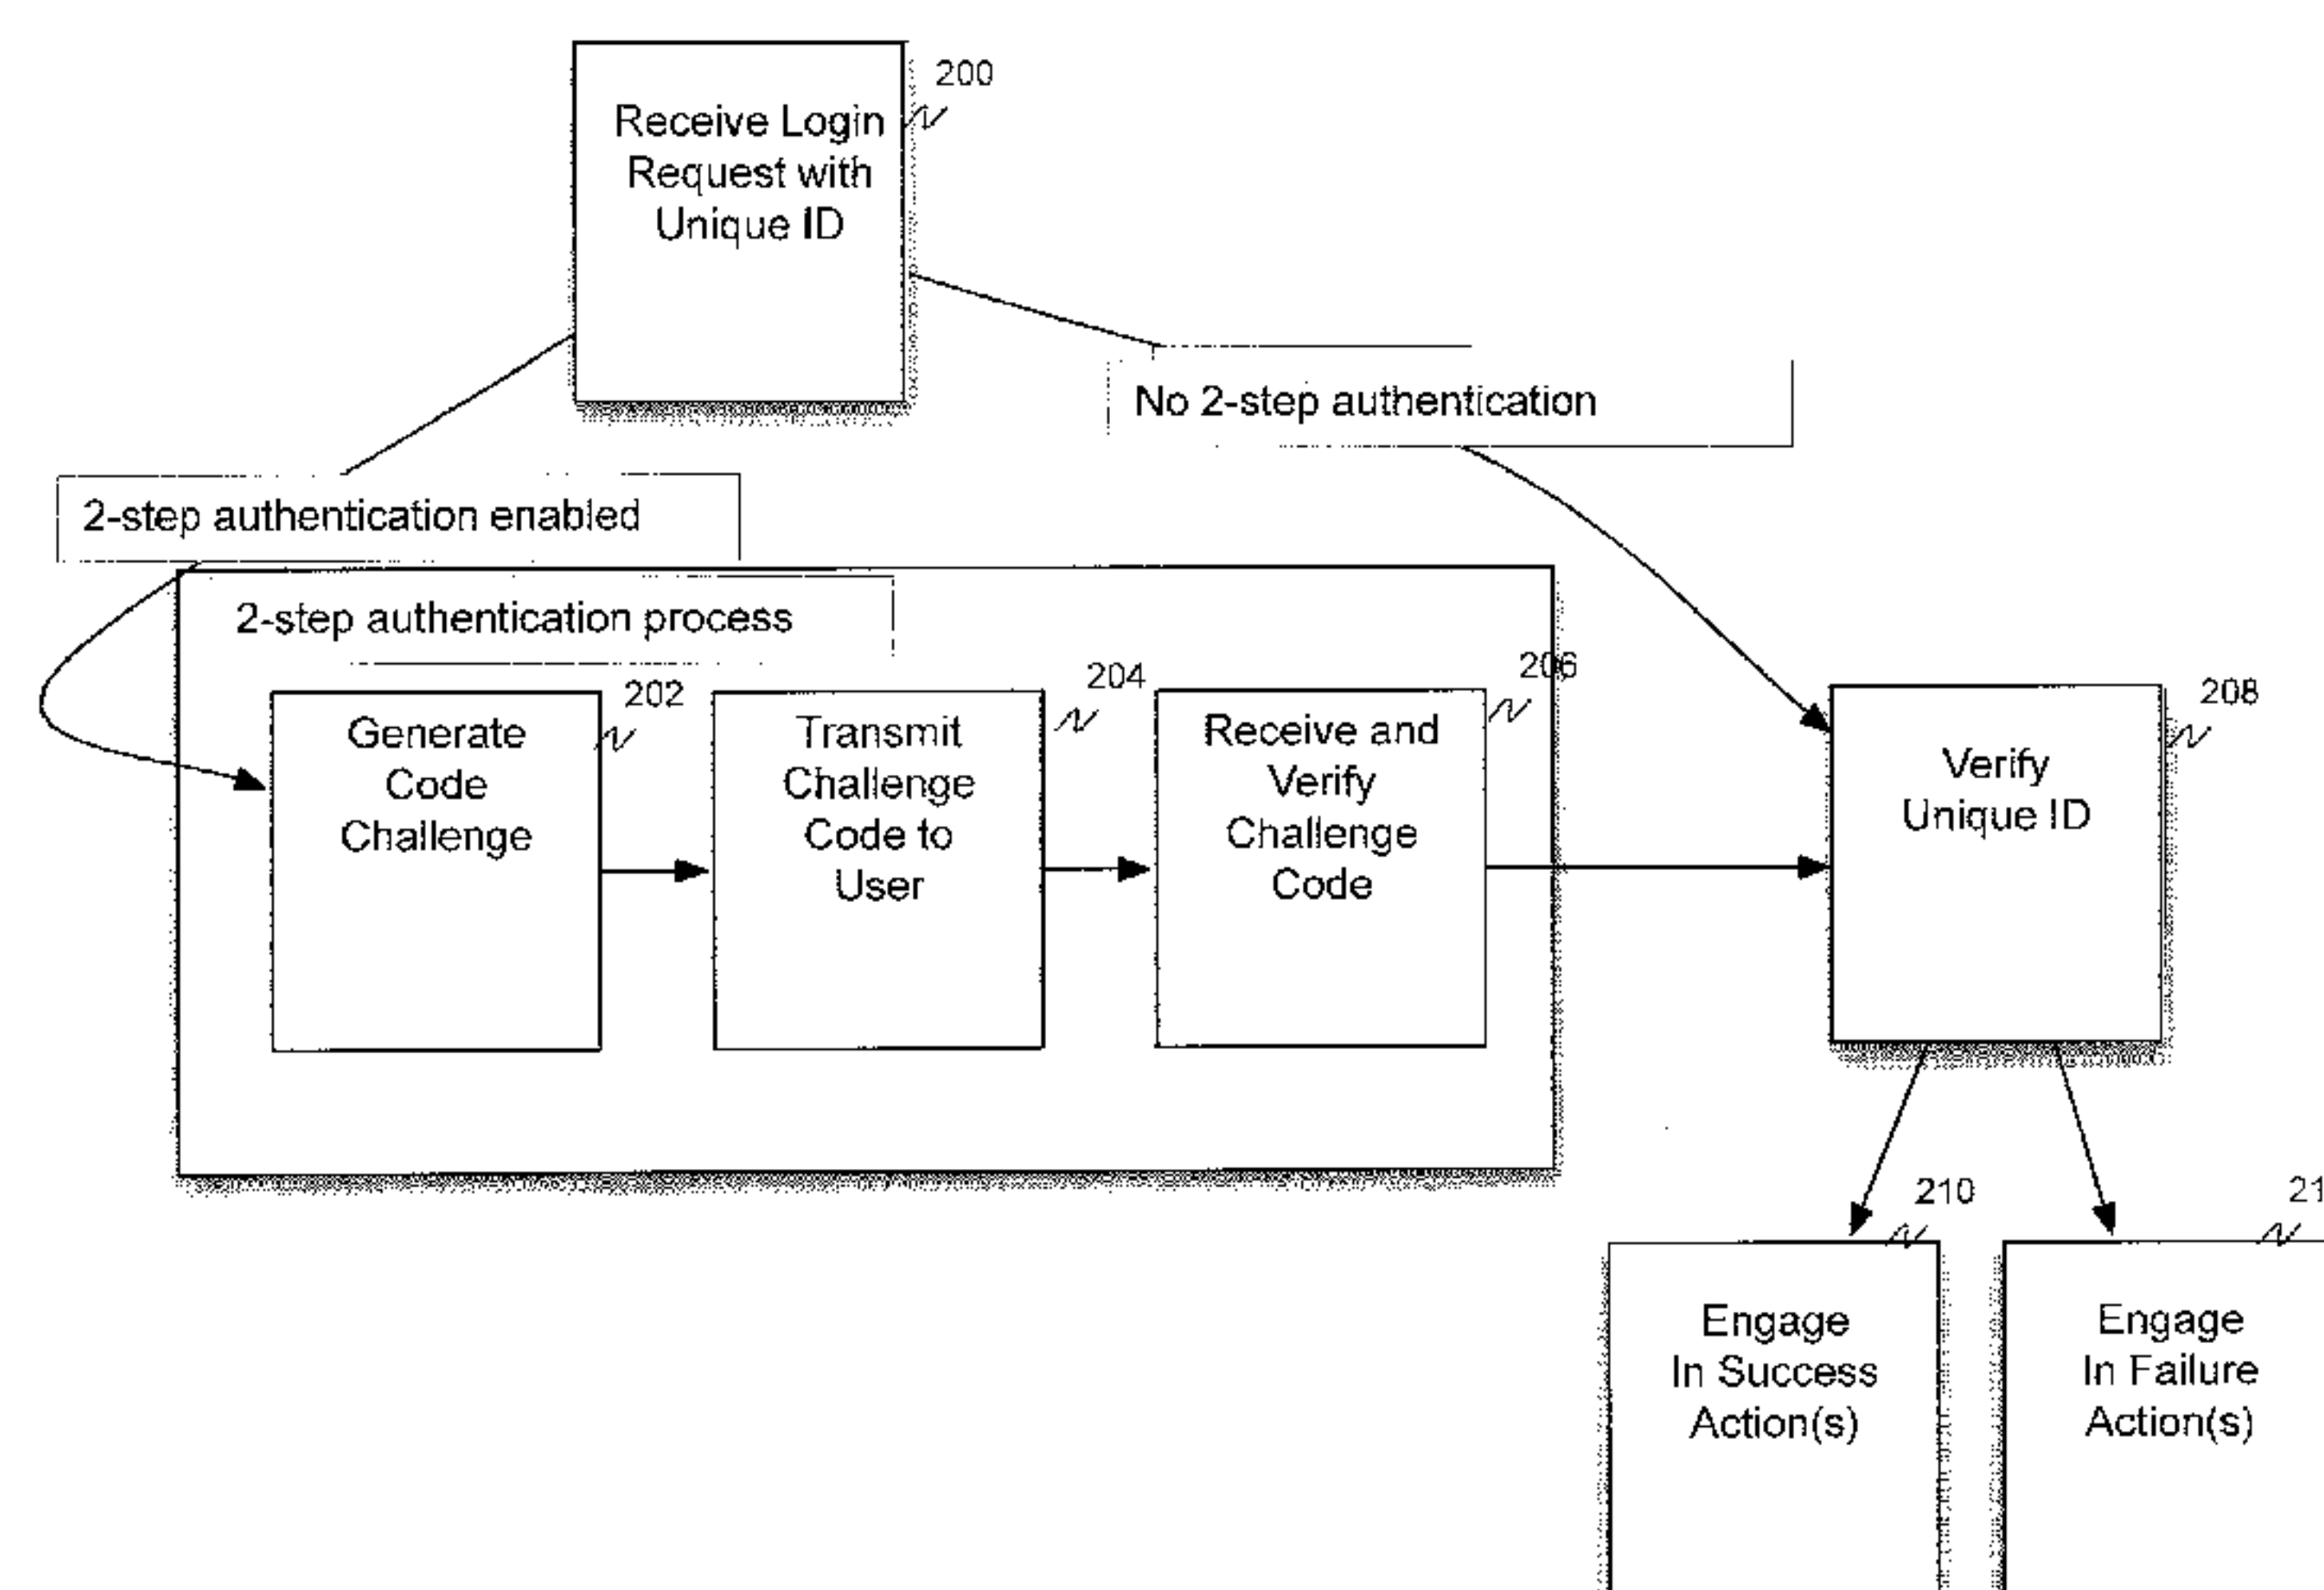 200
Receive Login
Request with
Unique ID
No 2-step authentication
2-step authentication enabled
2-step authentication process
202
Generate
Code
Challenge
204
Transmit
Challenge
Code to
User
206
Receive and
Verify
Challenge
Code
208
Verify
Unique ID
210
Engage
In Success
Action(s)
21
Engage
In Failure
Action(s)